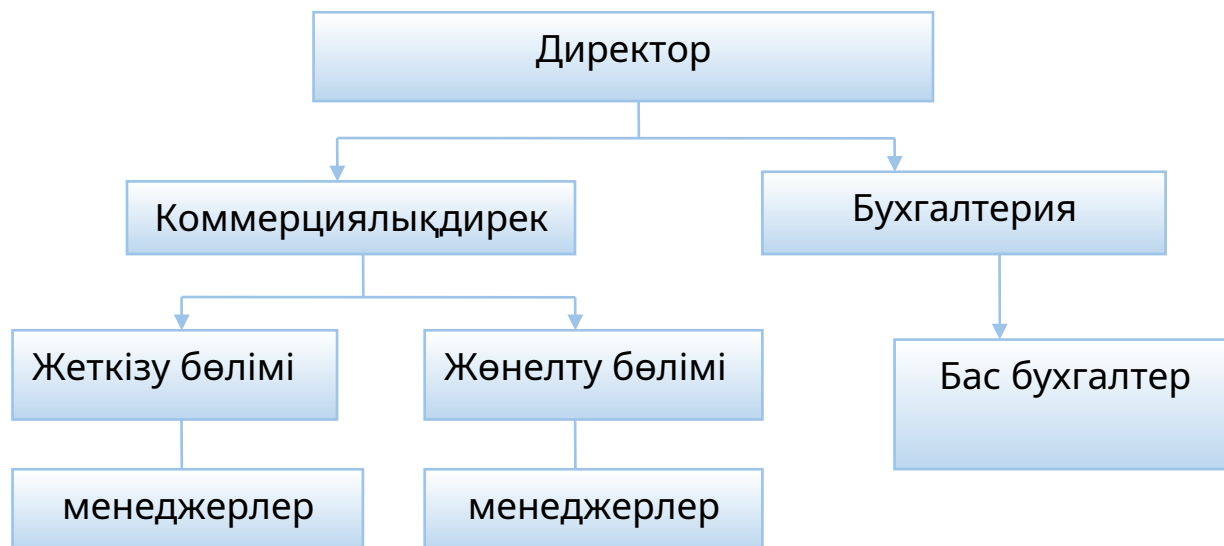 Директор
Коммерциялықдирек
Бухгалтерия
Жеткізу бөлімі
Жөнелту бөлімі
Бас бухгалтер
менеджерлер
менеджерлер